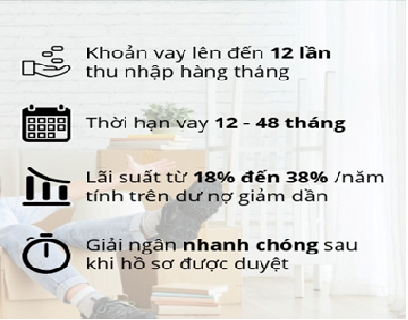 Khoản vay lên đến 12 lần
thu nhập hàng tháng
Thời hạn vay 12 - 48 tháng
Lãi suất từ 18% đến 38% /năm
tính trên dư nợ giảm dần
Giải ngân nhanh chóng sau
khi hồ sơ được duyệt